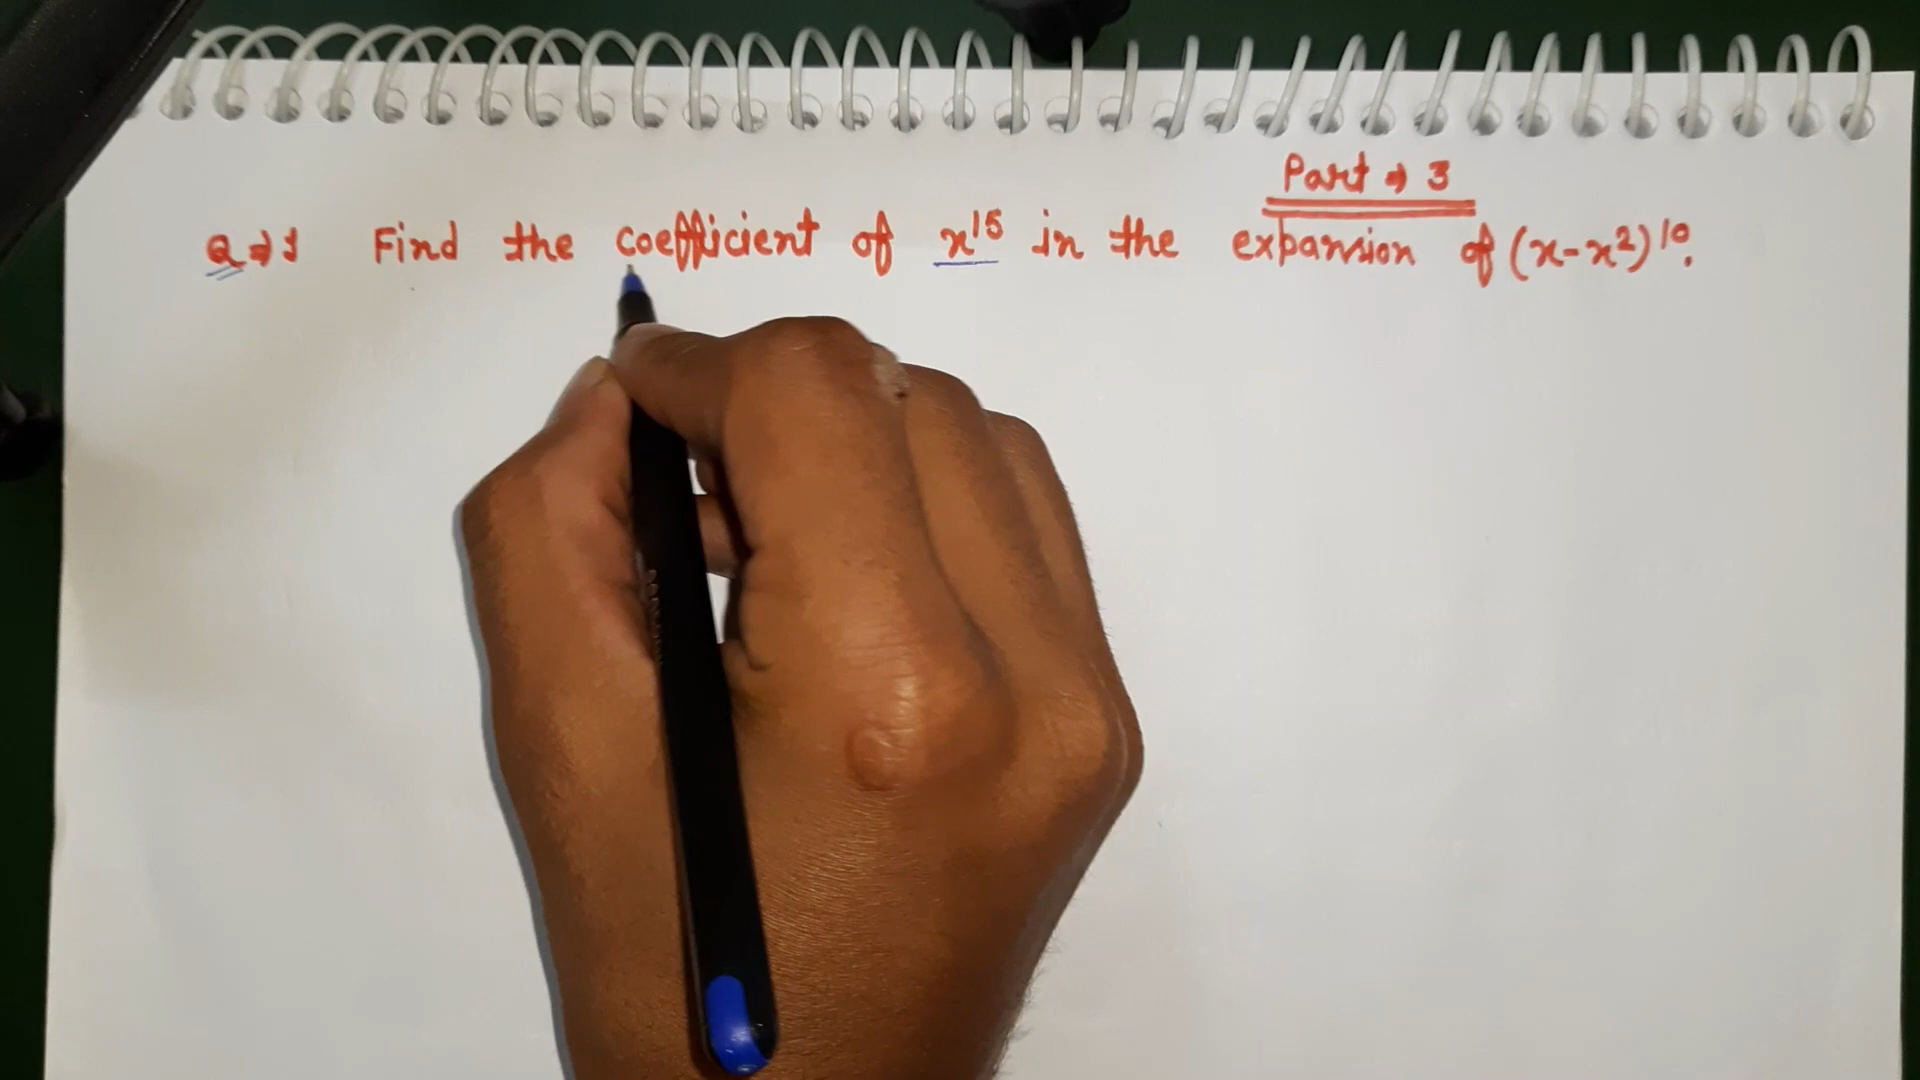 Part ⇒ 3
Q ⇒ 1 Find the coefficient of x¹⁵ in the expansion of (x-x²)¹⁰.